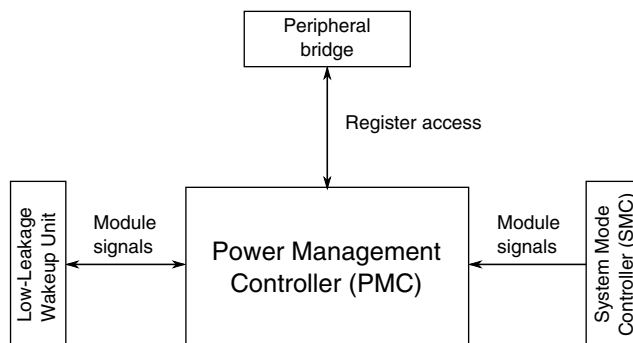 Peripheral
bridge
Register access
Low-Leakage
Wakeup Unit
Module
signals
Power Management
Controller (PMC)
Module
signals
System Mode
Controller (SMC)